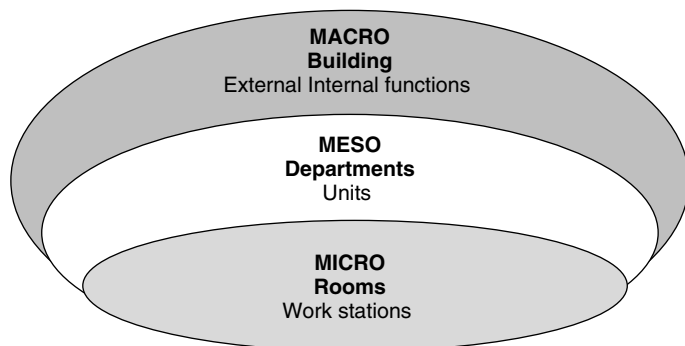 MACRO
Building
External Internal functions
MESO
Departments
Units
MICRO
Rooms
Work stations